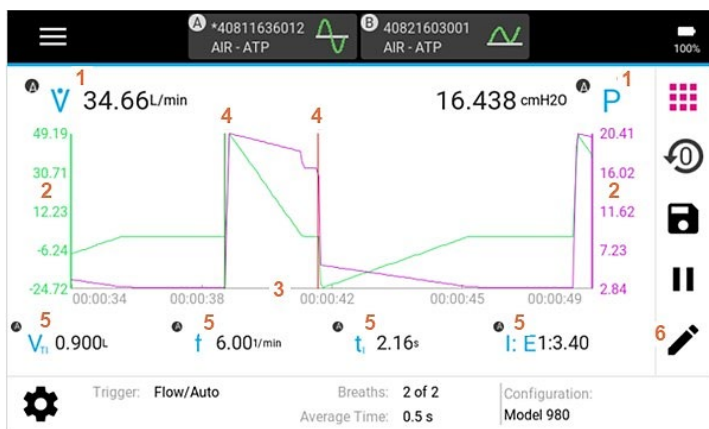 A *40811636012
AIR - ATP
B 40821603001
AIR - ATP
100%
A 1
V̇ 34.66L/min
16.438 cmH2O A P 1
4 4
49.19 20.41
30.71 16.02
2 2
12.23 11.62
-6.24 7.23
-24.72 2.84
3
00:00:34 00:00:38 00:00:42 00:00:45 00:00:49
0
A 5 A 5 A 5 A 5 6
VTI 0.900L f 6.001/min tI 2.16s I: E1:3.40
Trigger: Flow/Auto Breaths: 2 of 2 Configuration:
Average Time: 0.5 s Model 980